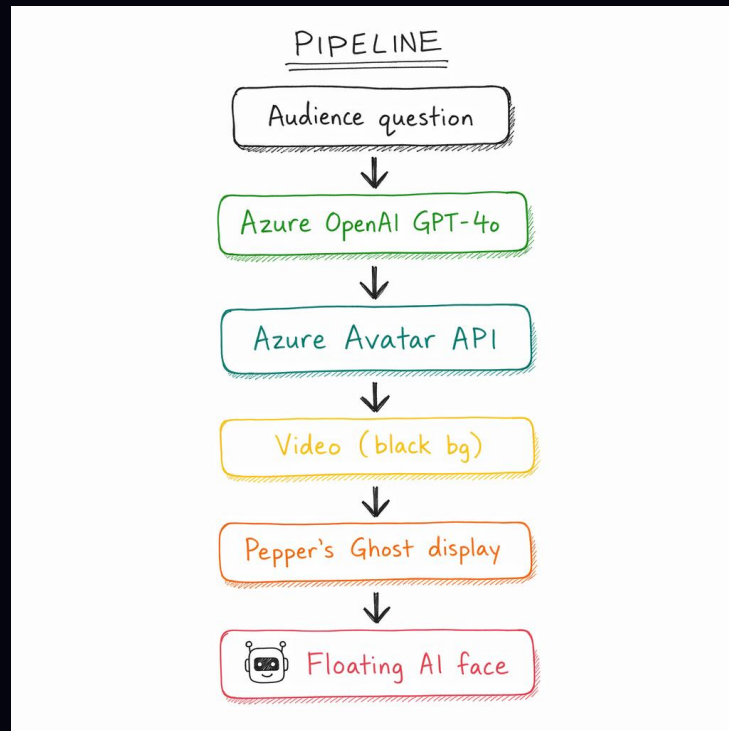 PIPELINE
Audience question
Azure OpenAI GPT-4o
Azure Avatar API
Video (black bg)
Pepper's Ghost display
Floating AI face